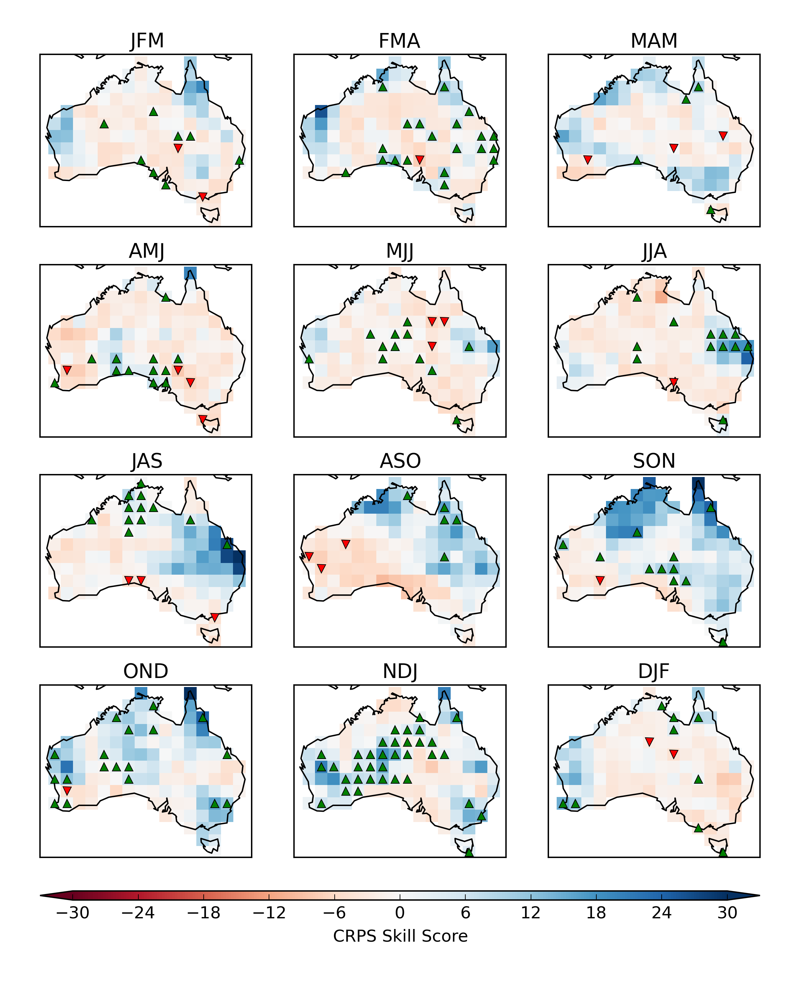 JFM FMA MAM
AMJ MJJ JJA
JAS ASO SON
OND NDJ DJF
−30 −24 −18 −12 −6 0 6 12 18 24 30
CRPS Skill Score